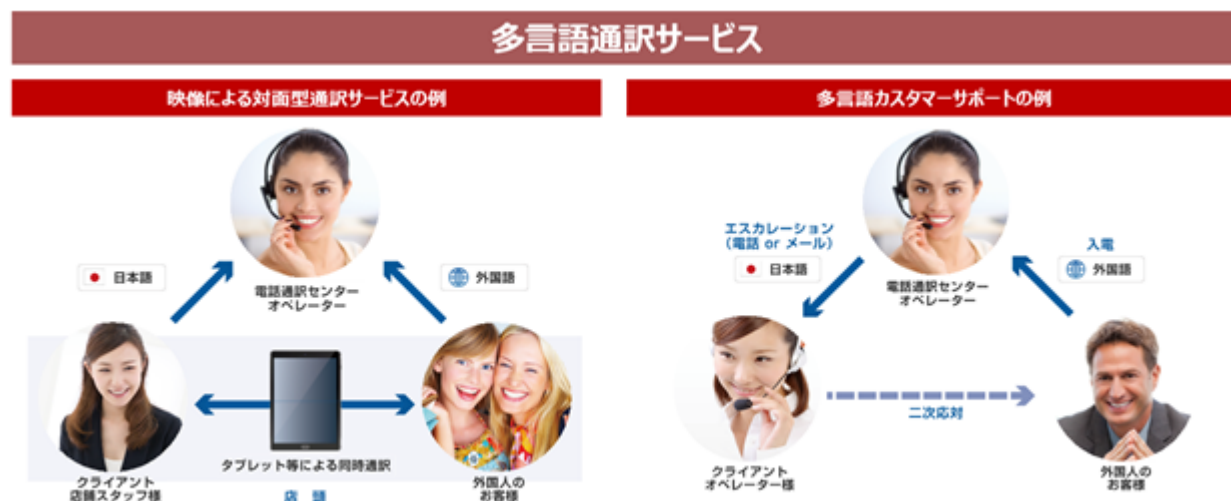 多言語通訳サービス
映像による対面型通訳サービスの例
日本語
外国語
電話通訳センター
オペレーター
タブレット等による同時通訳
クライアント
店舗スタッフ様
店 頭
外国人の
お客様
多言語カスタマーサポートの例
エスカレーション
(電話 or メール)
日本語
入電
外国語
電話通訳センター
オペレーター
二次応対
クライアント
オペレーター様
外国人の
お客様